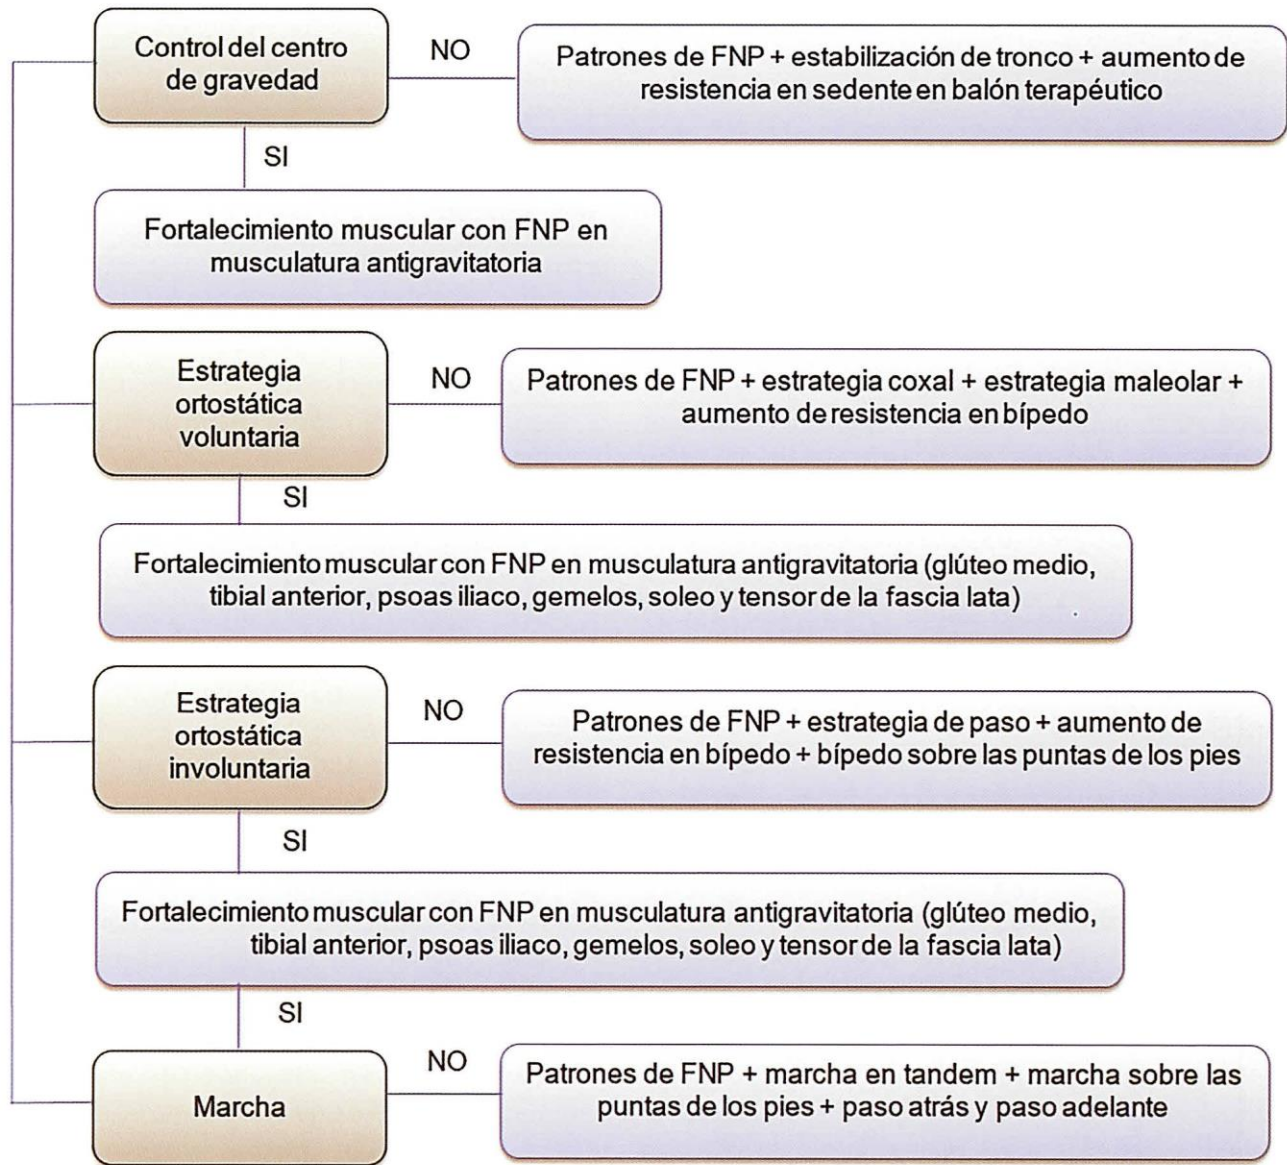 Control del centro
de gravedad
NO
Patrones de FNP + estabilización de tronco + aumento de
resistencia en sedente en balón terapéutico
SI
Fortalecimiento muscular con FNP en
musculatura antigravitatoria
Estrategia
ortostática
voluntaria
NO
Patrones de FNP + estrategia coxal + estrategia maleolar +
aumento de resistencia en bípedo
SI
Fortalecimiento muscular con FNP en musculatura antigravitatoria (glúteo medio,
tibial anterior, psoas iliaco, gemelos, soleo y tensor de la fascia lata)
Estrategia
ortostática
involuntaria
NO
Patrones de FNP + estrategia de paso + aumento de
resistencia en bípedo + bípedo sobre las puntas de los pies
SI
Fortalecimiento muscular con FNP en musculatura antigravitatoria (glúteo medio,
tibial anterior, psoas iliaco, gemelos, soleo y tensor de la fascia lata)
SI
Marcha
NO
Patrones de FNP + marcha en tandem + marcha sobre las
puntas de los pies + paso atrás y paso adelante